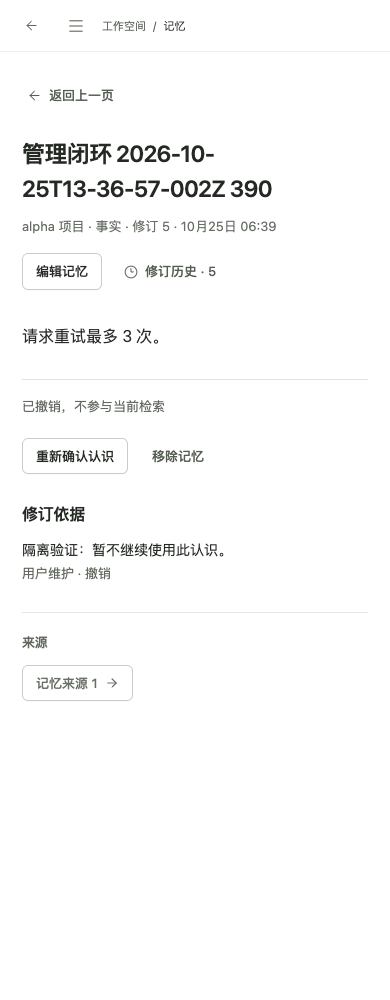 工作空间 / 记忆
返回上一页
管理闭环 2026-10-
25T13-36-57-002Z 390
alpha 项目 · 事实 · 修订 5 · 10月25日 06:39
编辑记忆 修订历史 · 5
请求重试最多 3 次。
已撤销，不参与当前检索
重新确认认识 移除记忆
修订依据
隔离验证：暂不继续使用此认识。
用户维护 · 撤销
来源
记忆来源 1